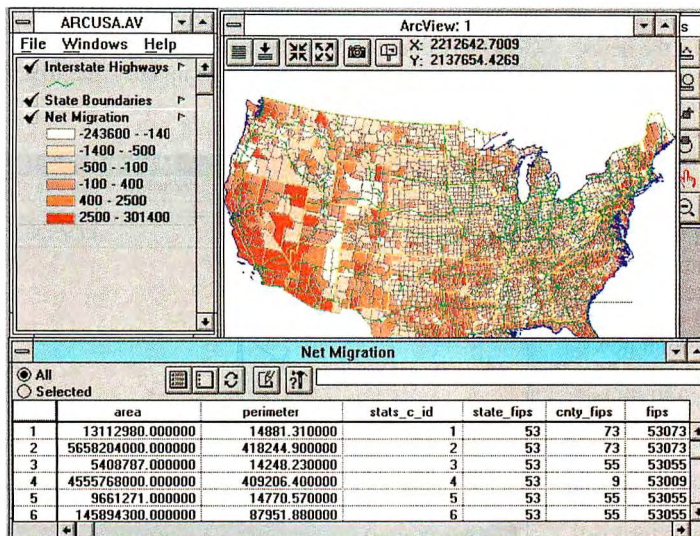 ARCUSA.AV
File Windows Help
Interstate Highways
State Boundaries
Net Migration
-243600 - -140
-1400 - -500
-500 - -100
-100 - 400
400 - 2500
2500 - 301400
ArcView: 1
X: 2212642.7009
Y: 2137654.4269
s
Net Migration
All
Selected
area perimeter stats_c_id state_fips cnty_fips fips
1 13112980.000000 14881.310000 1 53 73 53073
2 5658204000.000000 418244.900000 2 53 73 53073
3 5408787.000000 14248.230000 3 53 55 53055
4 4555768000.000000 409206.400000 4 53 9 53009
5 9661271.000000 14770.570000 5 53 55 53055
6 145894300.000000 87951.880000 6 53 55 53055